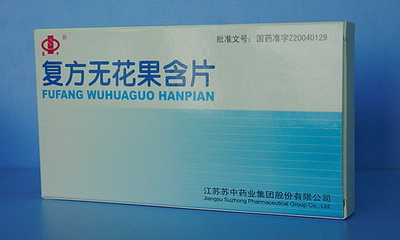 批准文号：国药准字Z20040129
复方无花果含片
FUFANG WUHUAGUO HANPIAN
江苏苏中药业集团股份有限公司
Jiangsu Suzhong Pharmaceutical Group Co., Ltd.